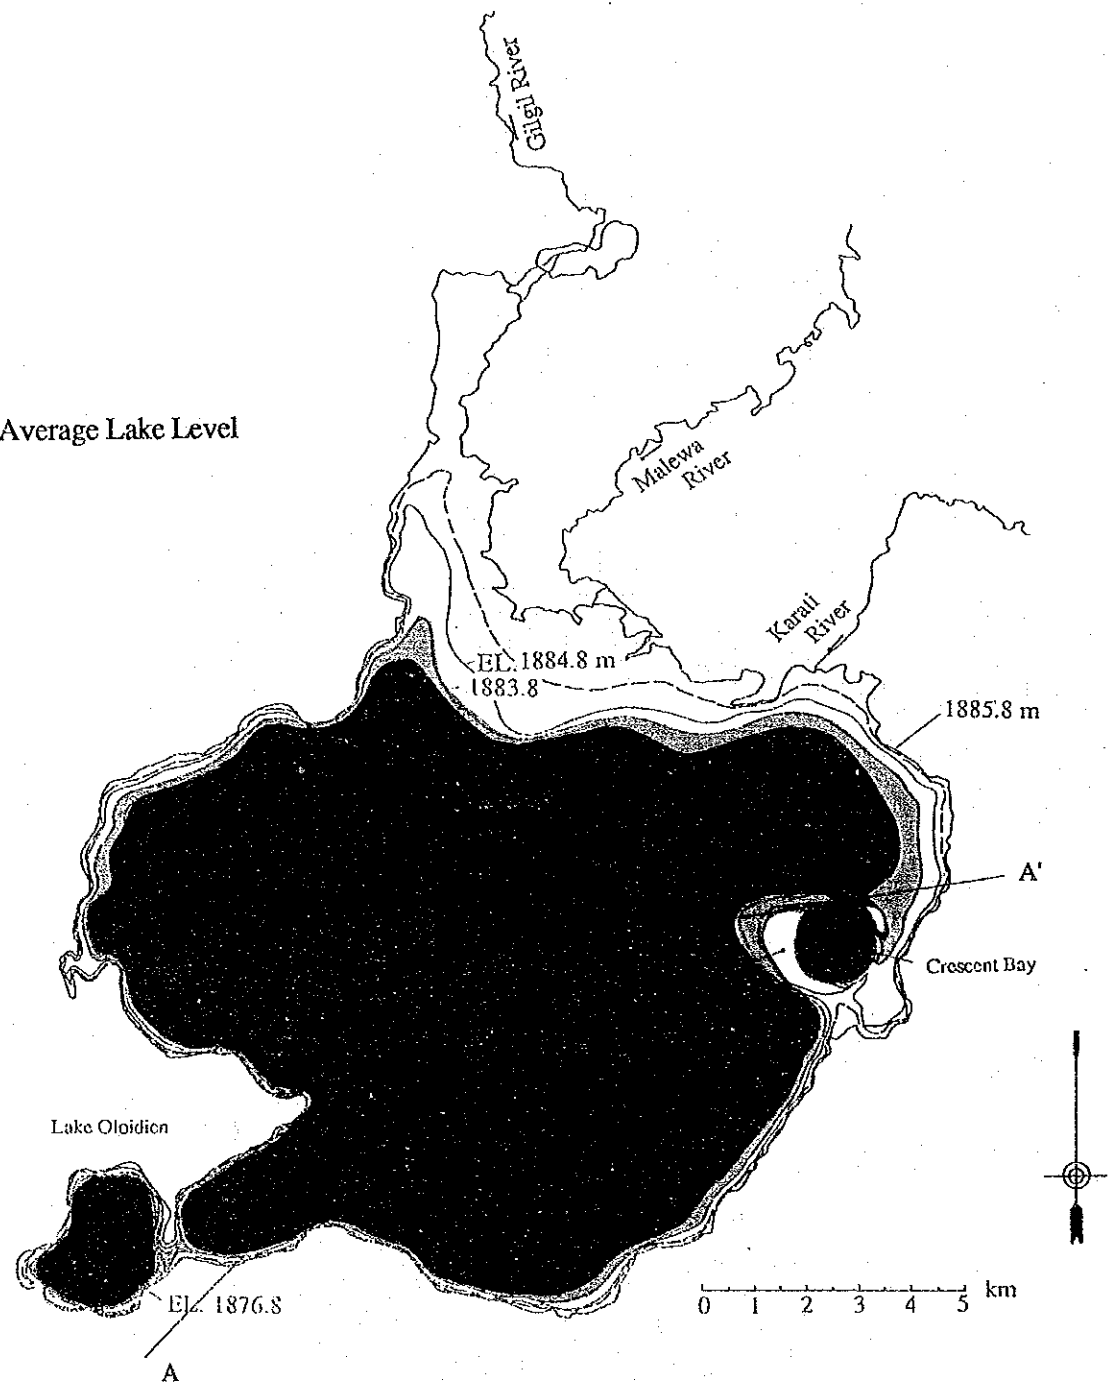 Gilgil River
Average Lake Level
Malewa
River
Karati
River
EL. 1884.8 m
1883.8
1885.8 m
A'
Crescent Bay
Lake Oloidien
EL. 1876.8
km
0 1 2 3 4 5
A